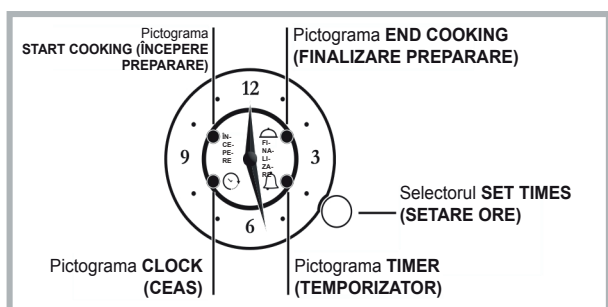 Pictograma
START COOKING (ÎNCEPERE
PREPARARE)
Pictograma END COOKING
(FINALIZARE PREPARARE)
12
3
6
9
ÎN-
CE-
PE-
RE
FI-
NA-
LI-
ZA-
RE
Selectorul SET TIMES
(SETARE ORE)
Pictograma CLOCK
(CEAS)
Pictograma TIMER
(TEMPORIZATOR)